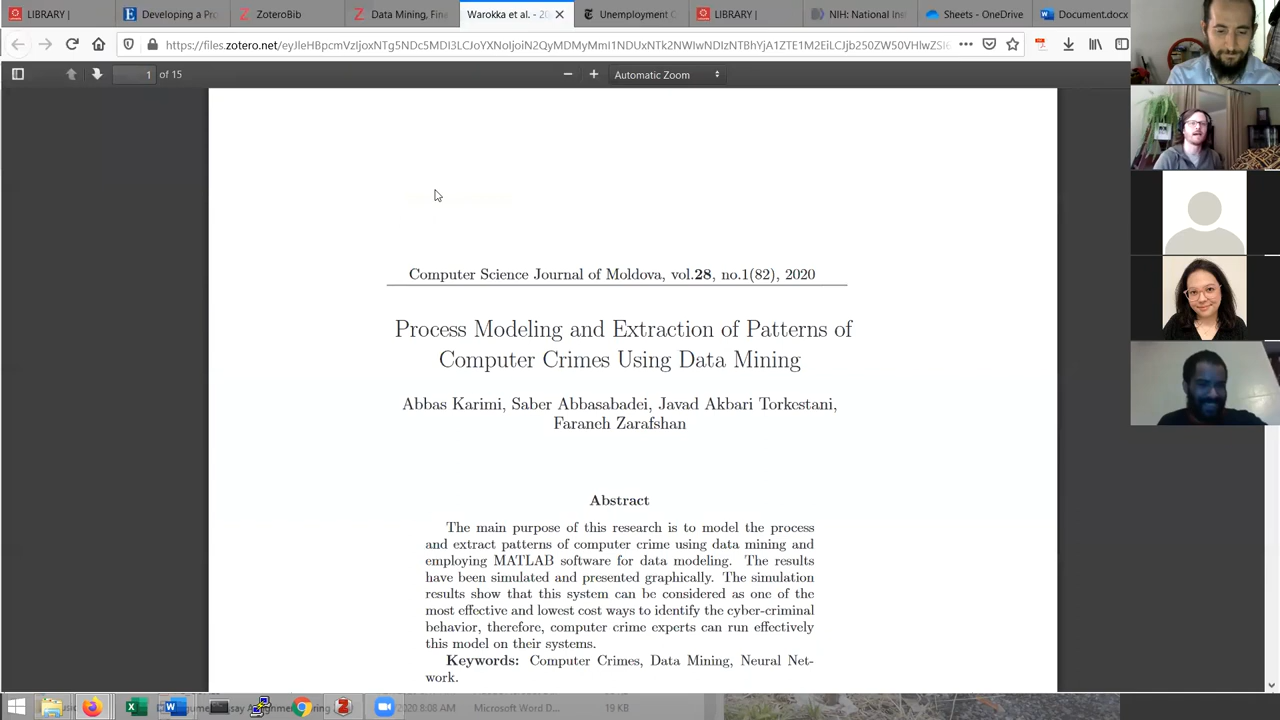 LIBRARY |
Developing a Pro
ZoteroBib
Data Mining, Fina
Warokka et al. - 20
Unemployment C
LIBRARY |
NIH: National Ins
Sheets - OneDrive
Document.docx
1 of 15
Automatic Zoom
Computer Science Journal of Moldova, vol.28, no.1(82), 2020
Process Modeling and Extraction of Patterns of
Computer Crimes Using Data Mining
Abbas Karimi, Saber Abbasabadei, Javad Akbari Torkestani,
Faraneh Zarafshan
Abstract
The main purpose of this research is to model the process
and extract patterns of computer crime using data mining and
employing MATLAB software for data modeling. The results
have been simulated and presented graphically. The simulation
results show that this system can be considered as one of the
most effective and lowest cost ways to identify the cyber-criminal
behavior, therefore, computer crime experts can run effectively
this model on their systems.
Keywords: Computer Crimes, Data Mining, Neural Net-
work.
2020 8:08 AM
Microsoft Word D...
19 KB